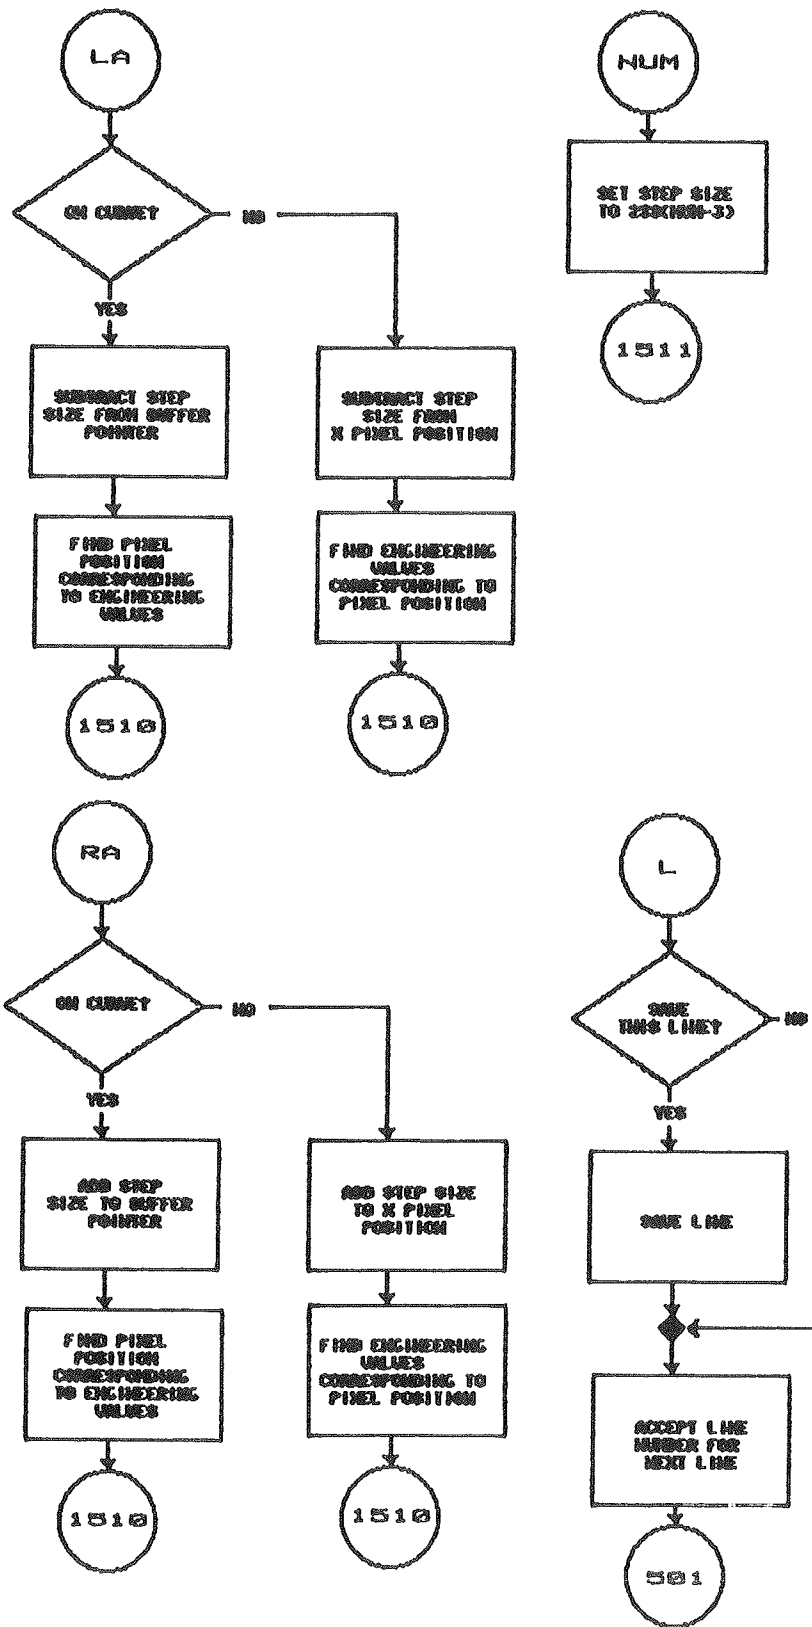 LA
ON CURVE?
NO
YES
SUBTRACT STEP
SIZE FROM BUFFER
POINTER
SUBTRACT STEP
SIZE FROM
X PIXEL POSITION
FIND PIXEL
POSITION
CORRESPONDING
TO ENGINEERING
VALUES
FIND ENGINEERING
VALUES
CORRESPONDING TO
PIXEL POSITION
1510
1510
NUM
SET STEP SIZE
TO
1511
RA
ON CURVE?
NO
YES
ADD STEP
SIZE TO BUFFER
POINTER
ADD STEP SIZE
TO X PIXEL
POSITION
FIND PIXEL
POSITION
CORRESPONDING
TO ENGINEERING
VALUES
FIND ENGINEERING
VALUES
CORRESPONDING TO
PIXEL POSITION
1510
1510
L
SAVE
THIS LINE?
NO
YES
SAVE LINE
ACCEPT LINE
NUMBER FOR
NEXT LINE
501